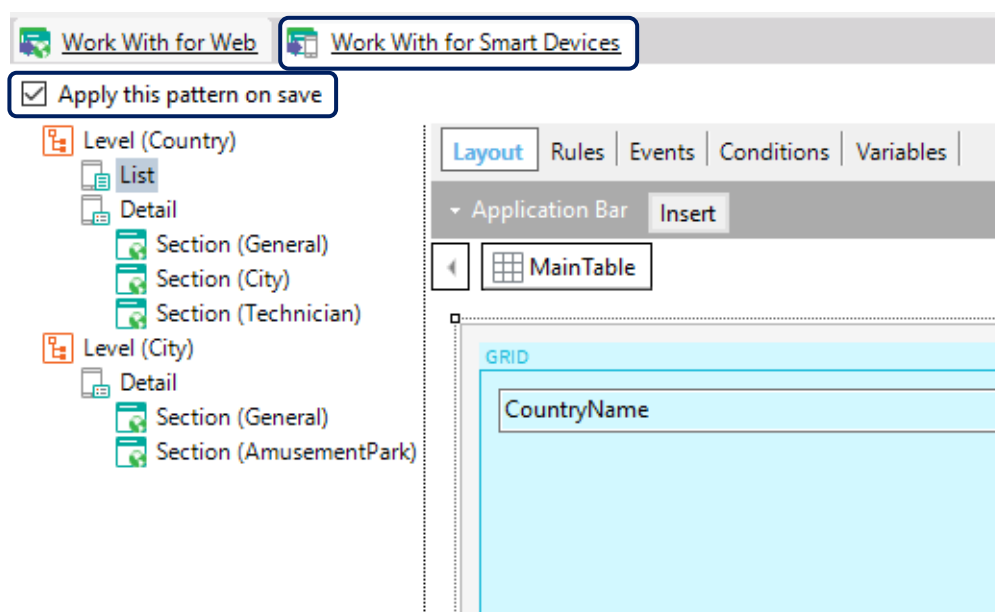 Work With for Web Work With for Smart Devices
Apply this pattern on save
Level (Country)
List
Detail
Section (General)
Section (City)
Section (Technician)
Level (City)
Detail
Section (General)
Section (AmusementPark)
Layout Rules Events Conditions Variables
Application Bar Insert
MainTable
GRID
CountryName